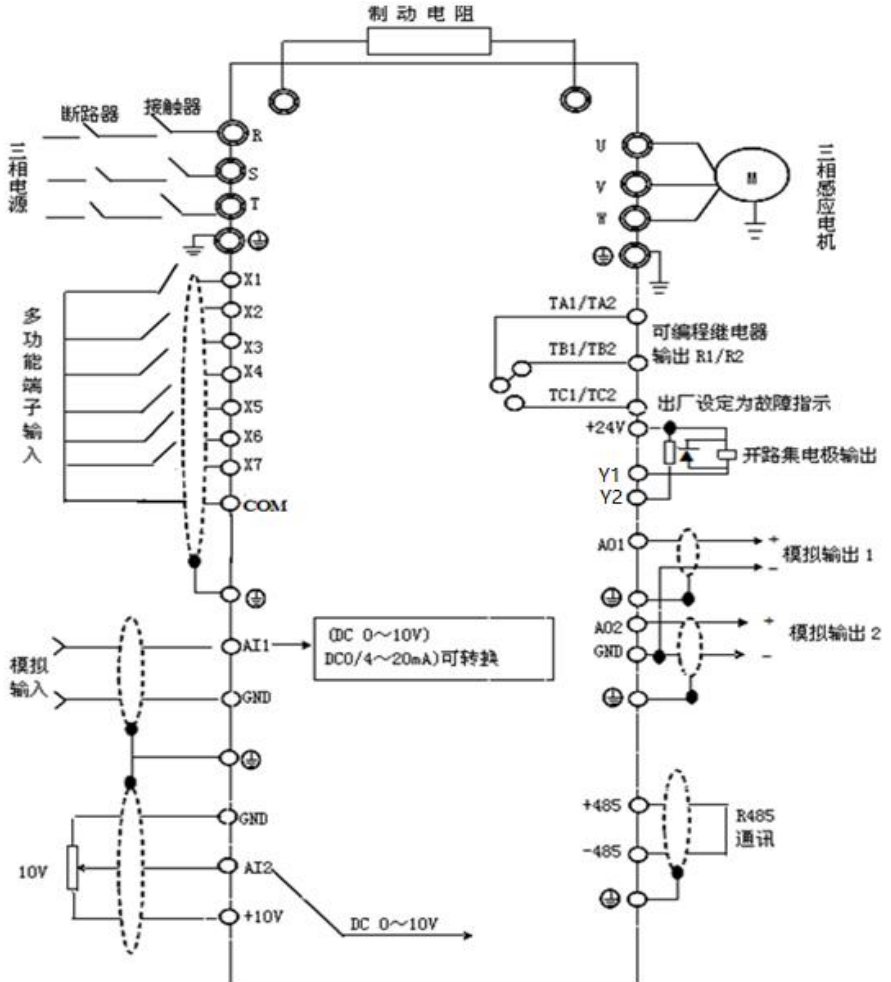 制动电阻
断路器
接触器
三相电源
R
S
T
X1
X2
X3
X4
X5
X6
X7
COM
多功能端子输入
AI1
(DC 0～10V)
DC0/4～20mA)可转换
模拟
输入
GND
GND
10V
AI2
+10V
DC 0～10V
U
V
W
M
三相感应电机
TA1/TA2
可编程继电器
TB1/TB2
输出 R1/R2
TC1/TC2
出厂设定为故障指示
+24V
开路集电极输出
Y1
Y2
AO1
+
模拟输出1
-
AO2
+
模拟输出2
GND
-
+485
R485
通讯
-485